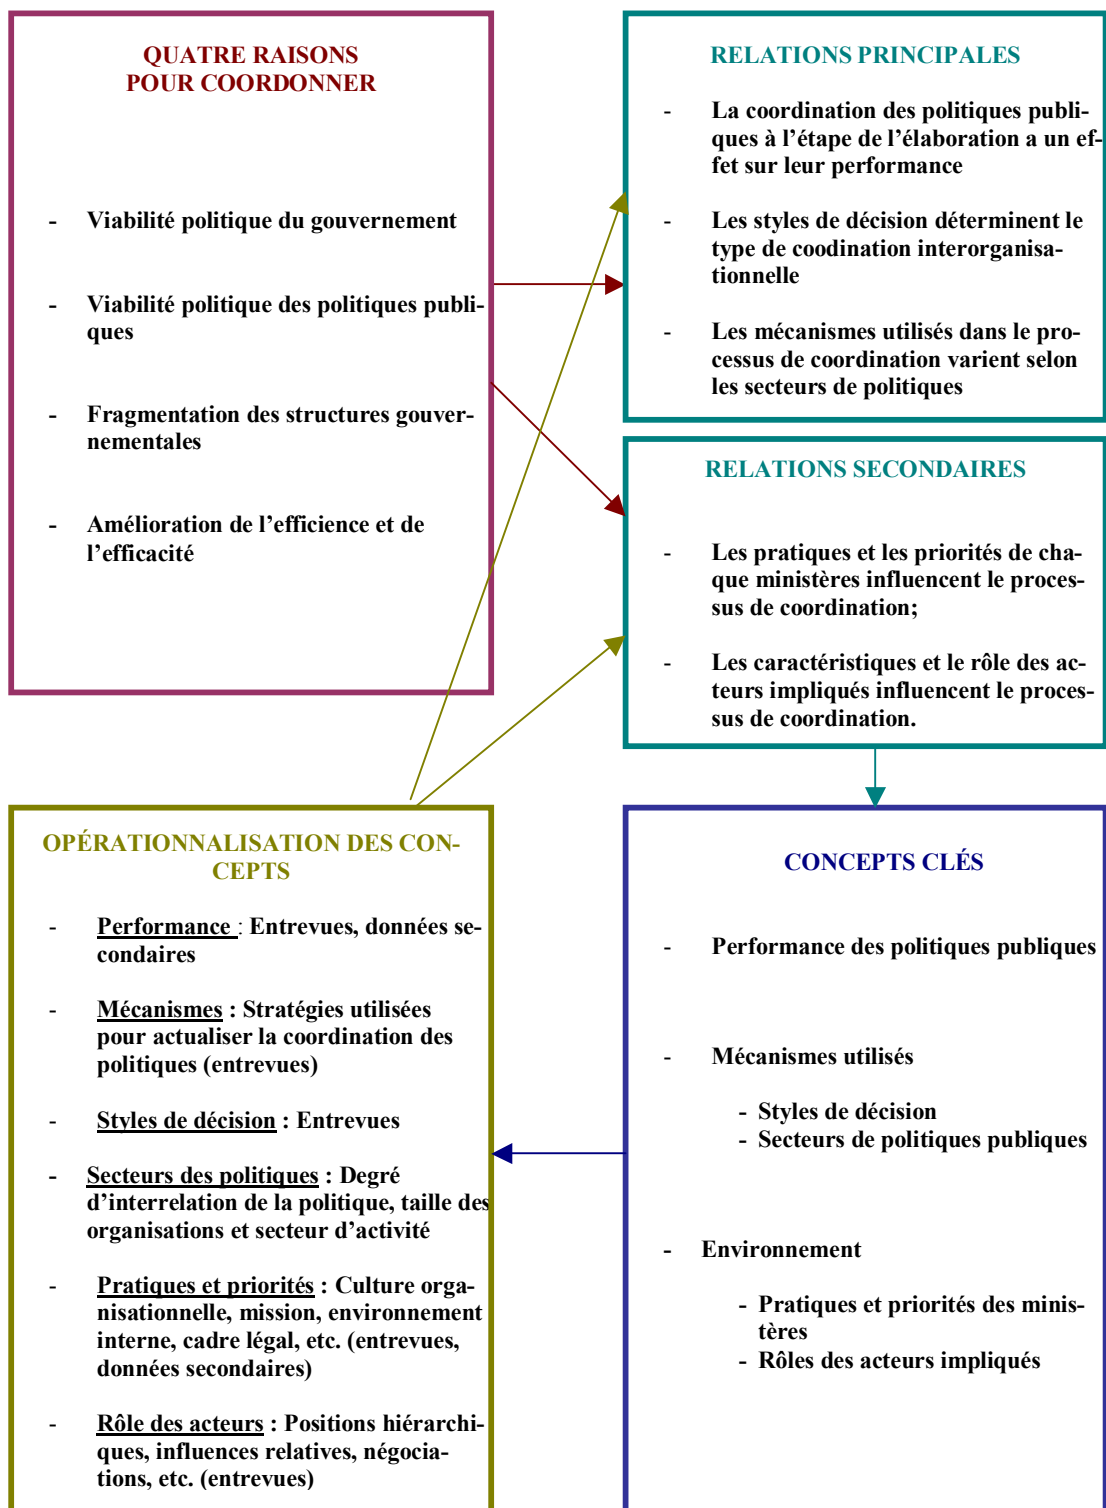 QUATRE RAISONS
POUR COORDONNER
- Viabilité politique du gouvernement
- Viabilité politique des politiques publi-
ques
- Fragmentation des structures gouver-
nementales
- Amélioration de l’efficience et de
l’efficacité
RELATIONS PRINCIPALES
- La coordination des politiques publi-
ques à l’étape de l’élaboration a un ef-
fet sur leur performance
- Les styles de décision déterminent le
type de coodination interorganisa-
tionnelle
- Les mécanismes utilisés dans le pro-
cessus de coordination varient selon
les secteurs de politiques
RELATIONS SECONDAIRES
- Les pratiques et les priorités de cha-
que ministères influencent le proces-
sus de coordination;
- Les caractéristiques et le rôle des ac-
teurs impliqués influencent le proces-
sus de coordination.
OPÉRATIONNALISATION DES CON-
CEPTS
- Performance : Entrevues, données se-
condaires
- Mécanismes : Stratégies utilisées
pour actualiser la coordination des
politiques (entrevues)
- Styles de décision : Entrevues
- Secteurs des politiques : Degré
d’interrelation de la politique, taille des
organisations et secteur d’activité
- Pratiques et priorités : Culture orga-
nisationnelle, mission, environnement
interne, cadre légal, etc. (entrevues,
données secondaires)
- Rôle des acteurs : Positions hiérarchi-
ques, influences relatives, négocia-
tions, etc. (entrevues)
CONCEPTS CLÉS
- Performance des politiques publiques
- Mécanismes utilisés
- Styles de décision
- Secteurs de politiques publiques
- Environnement
- Pratiques et priorités des minis-
tères
- Rôles des acteurs impliqués